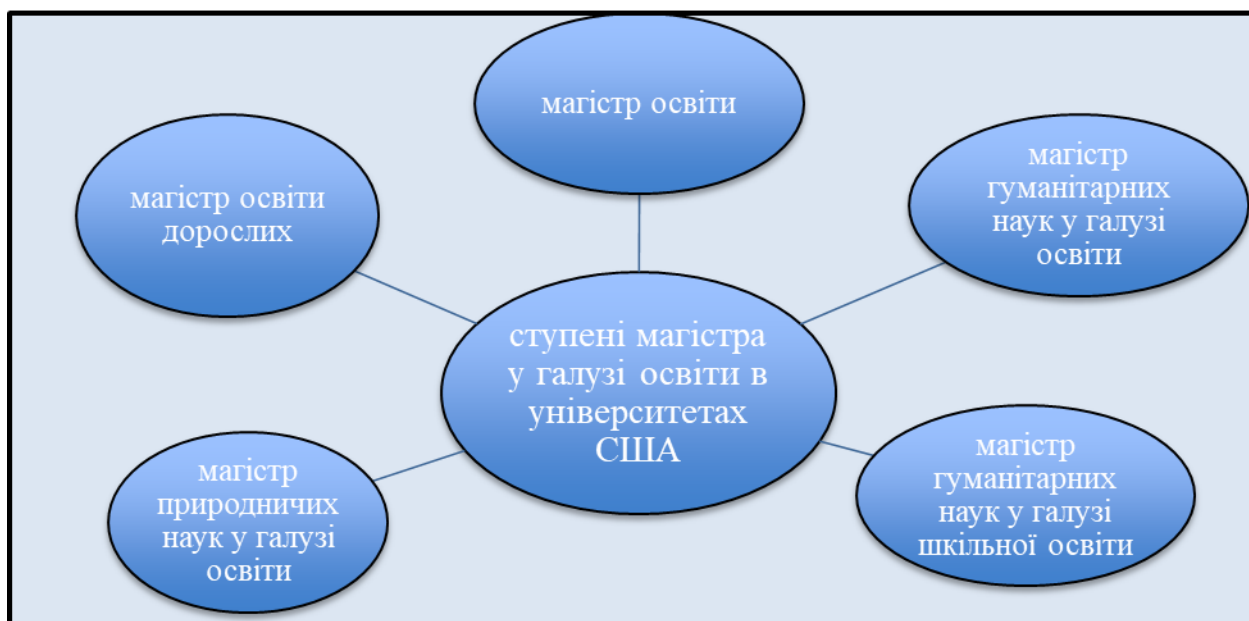 магістр освіти
магістр
гуманітарних
наук у галузі
освіти
магістр
гуманітарних
наук у галузі
шкільної освіти
магістр
природничих
наук у галузі
освіти
магістр освіти
дорослих
ступені магістра
у галузі освіти в
університетах
США